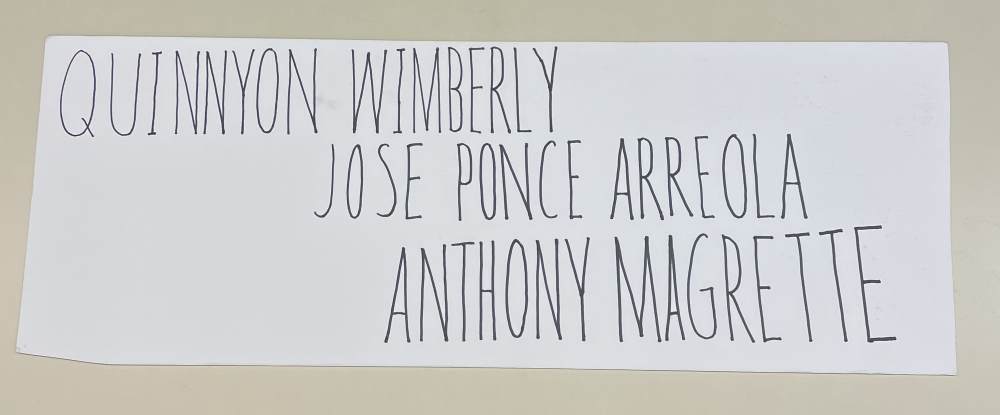 QUINNYON WIMBERLY
JOSE PONCE ARREOLA
ANTHONY MAGRETTE